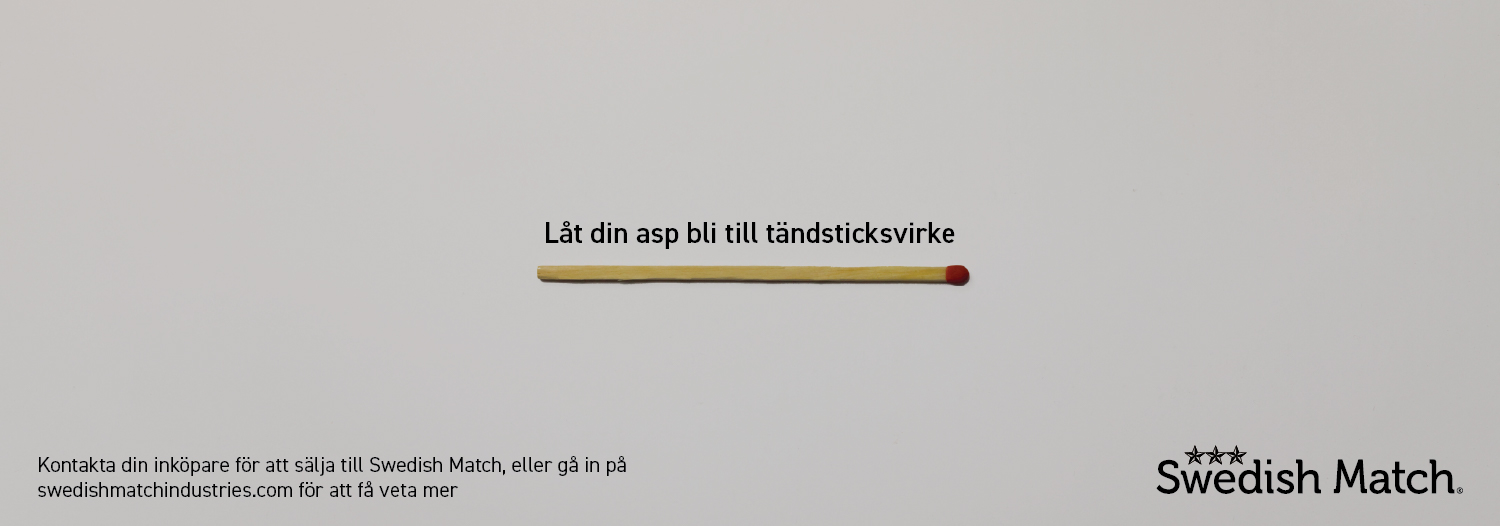 Låt din asp bli till tändsticksvirke
Kontakta din inköpare för att sälja till Swedish Match, eller gå in på
swedishmatchindustries.com för att få veta mer
Swedish Match®